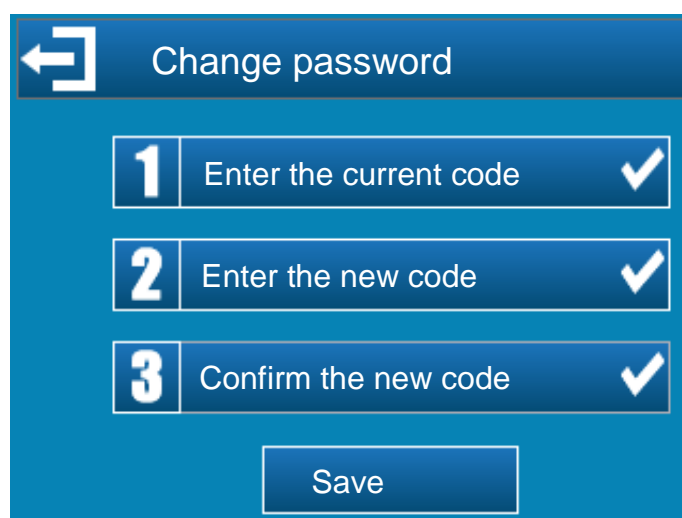 Change password
1 Enter the current code
2 Enter the new code
3 Confirm the new code
Save